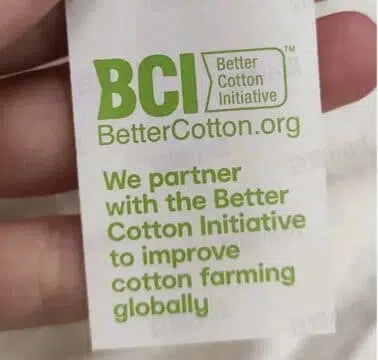 BCI
Better
Cotton
Initiative
™
BetterCotton.org
We partner
with the Better
Cotton Initiative
to improve
cotton farming
globally